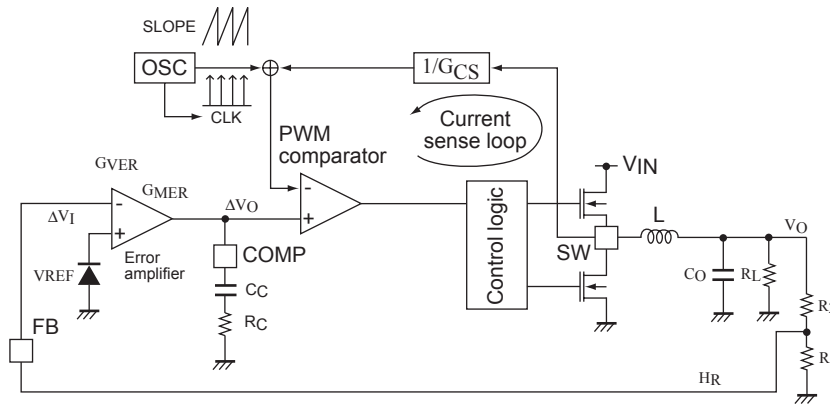 SLOPE
OSC
CLK
1/GCS
Current
sense loop
PWM
comparator
GVER
GMER
ΔVI
ΔVO
VREF
Error
amplifier
COMP
CC
RC
FB
Control logic
VIN
SW
L
VO
CO
RL
HR
-
+
-
+